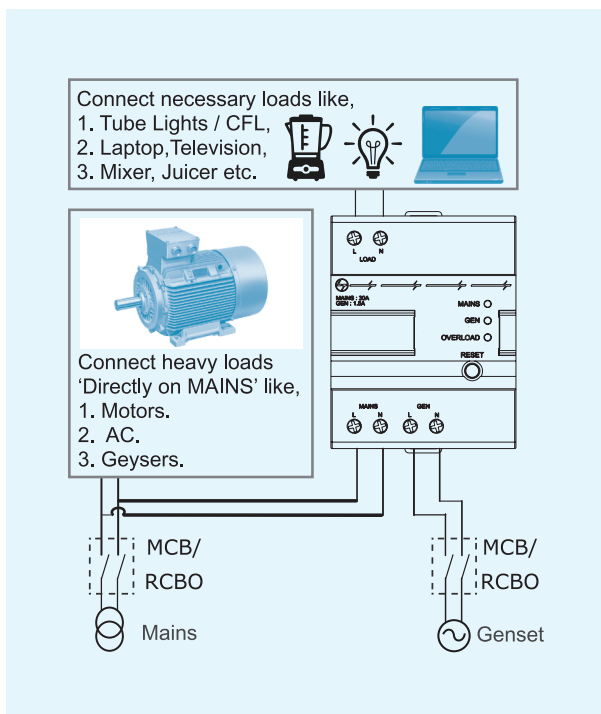 Connect necessary loads like,
1. Tube Lights / CFL,
2. Laptop,Television,
3. Mixer, Juicer etc.
L N
LOAD
MAINS : 30A
GEN : 1.5A
MAINS
GEN
OVERLOAD
RESET
MAINS GEN
L N L N
Connect heavy loads
‘Directly on MAINS’ like,
1. Motors.
2. AC.
3. Geysers.
MCB/
RCBO
Mains
MCB/
RCBO
Genset